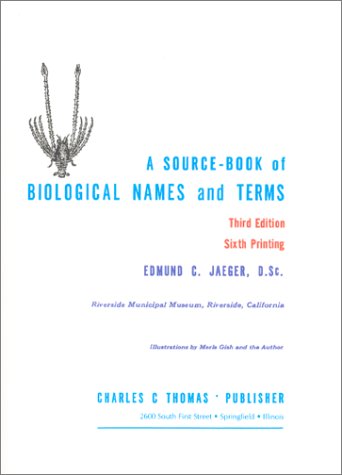 A SOURCE-BOOK of
BIOLOGICAL NAMES and TERMS
Third Edition
Sixth Printing
EDMUND C. JAEGER, D.Sc.
Riverside Municipal Museum, Riverside, California
Illustrations by Merle Gish and the Author
CHARLES C THOMAS • PUBLISHER
2600 South First Street • Springfield • Illinois